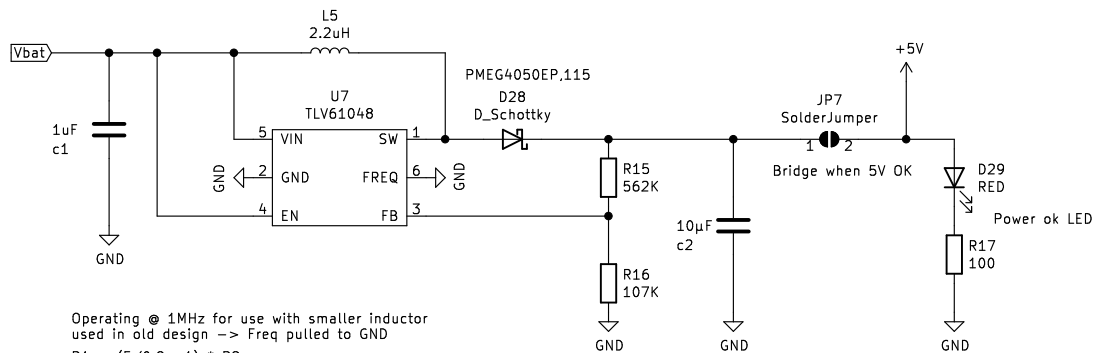 L5
2.2uH
Vbat
+5V
PMEG4050EP,115
D28
D_Schottky
U7
TLV61048
JP7
SolderJumper
1 2
Bridge when 5V OK
1uF
c1
5 VIN SW 1
GND 2 GND FREQ 6 GND
4 EN FB 3
R15
562K
D29
RED
Power ok LED
10µF
c2
R17
100
R16
107K
GND
GND
GND
GND
Operating @ 1MHz for use with smaller inductor
used in old design -> Freq pulled to GND